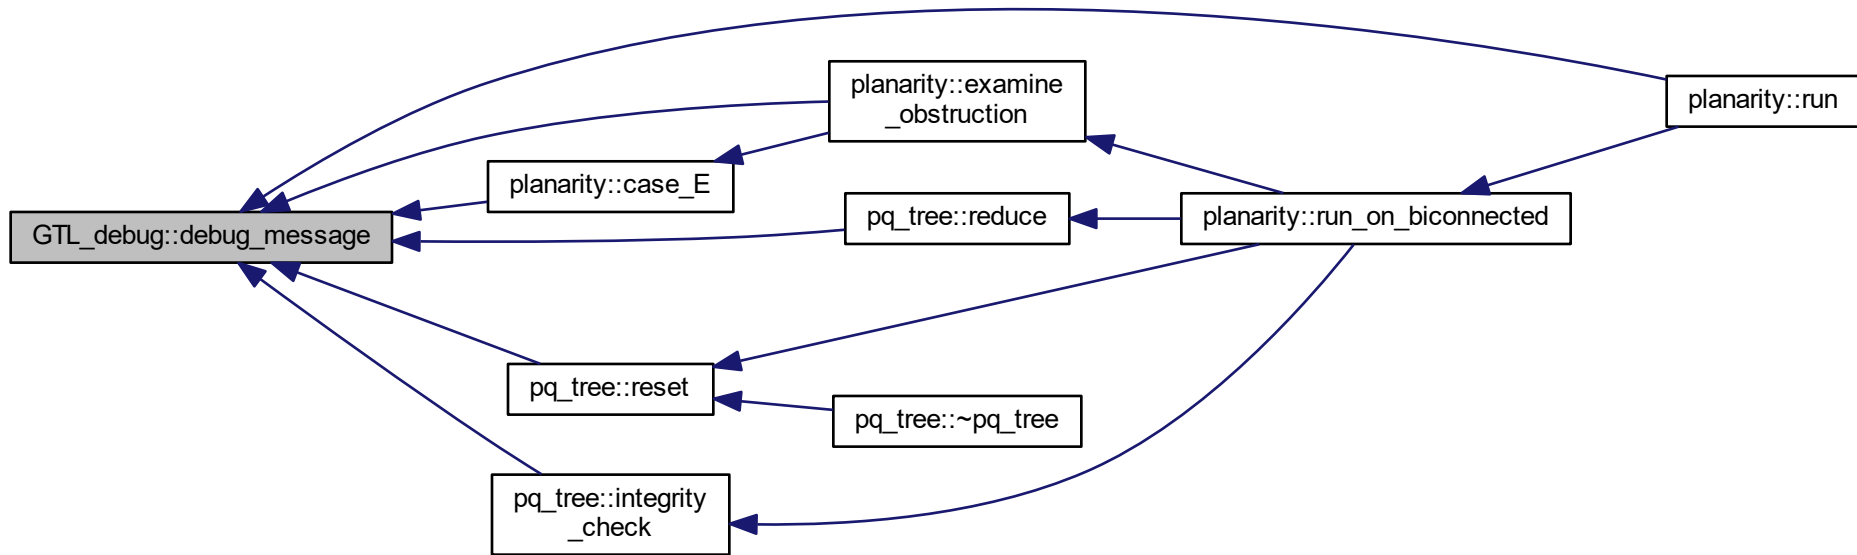 planarity::examine
_obstruction
planarity::run
planarity::case_E
pq_tree::reduce
planarity::run_on_biconnected
GTL_debug::debug_message
pq_tree::reset
pq_tree::~pq_tree
pq_tree::integrity
_check